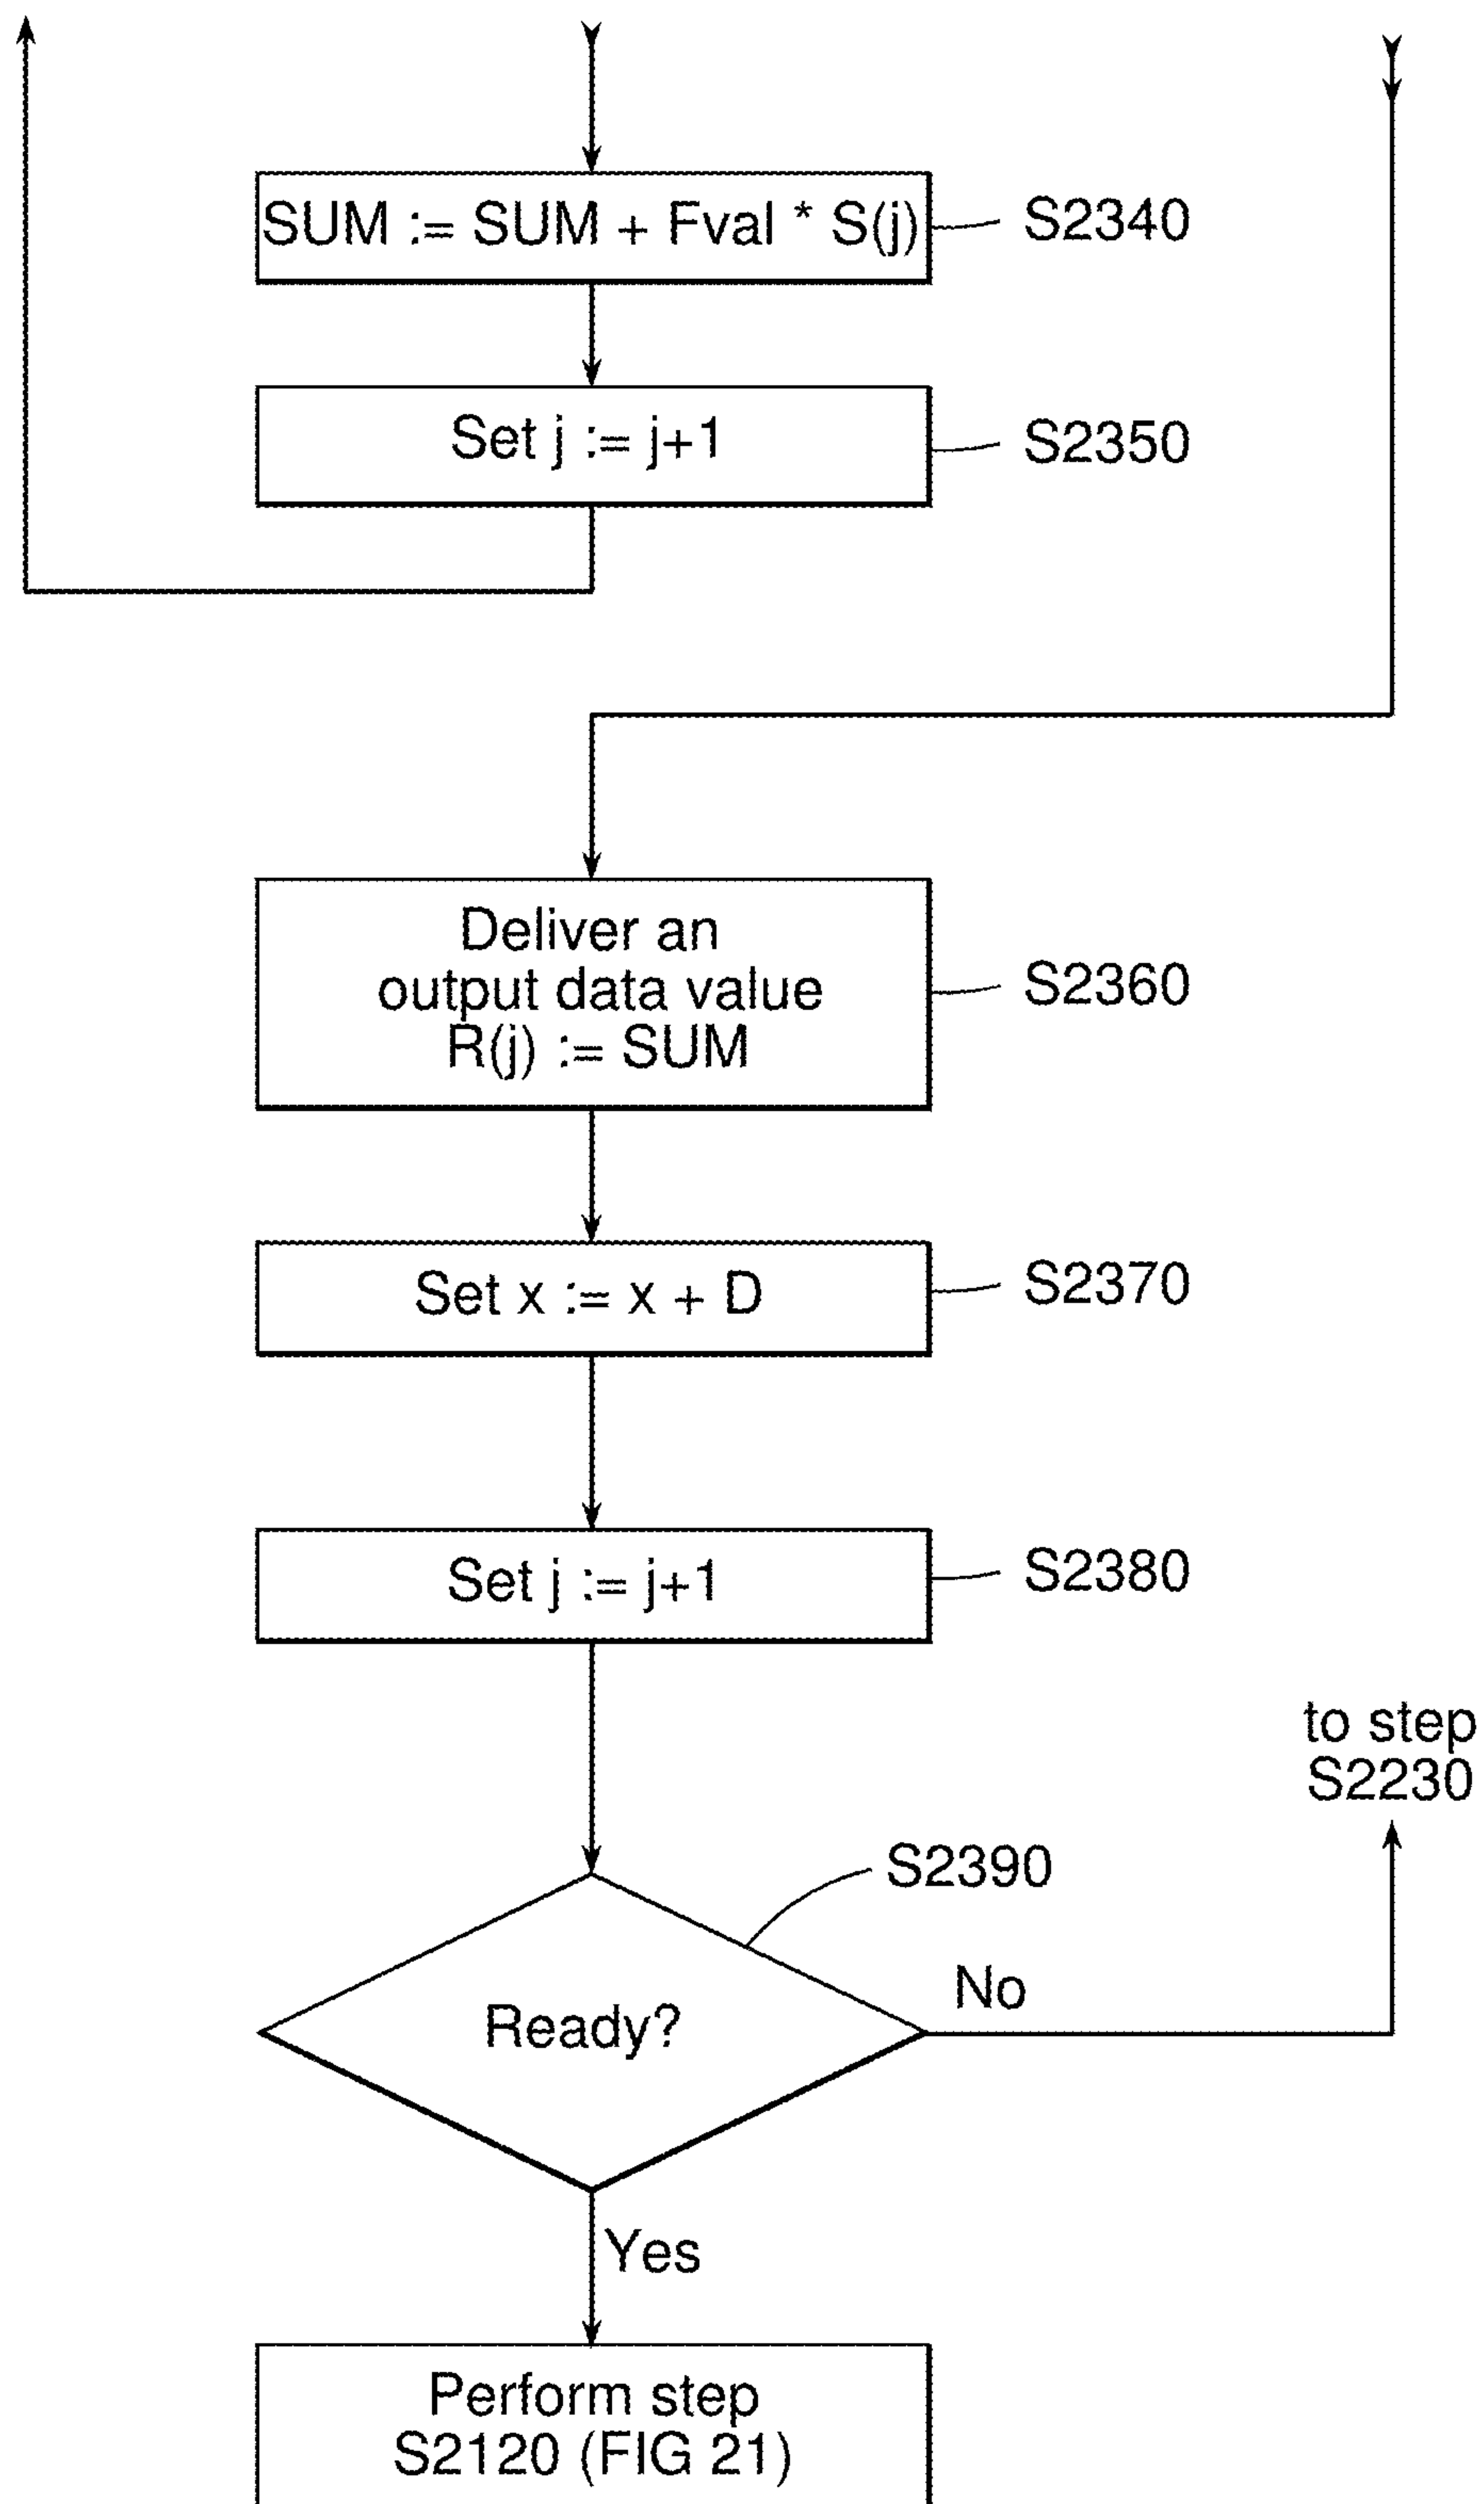 SUM := SUM + Fval * S(j)
S2340
Set j := j+1
S2350
Deliver an
output data value
R(j) := SUM
S2360
Set x := x + D
S2370
Set j := j+1
S2380
to step
S2230
S2390
No
Ready?
Yes
Perform step
S2120 (FIG 21)